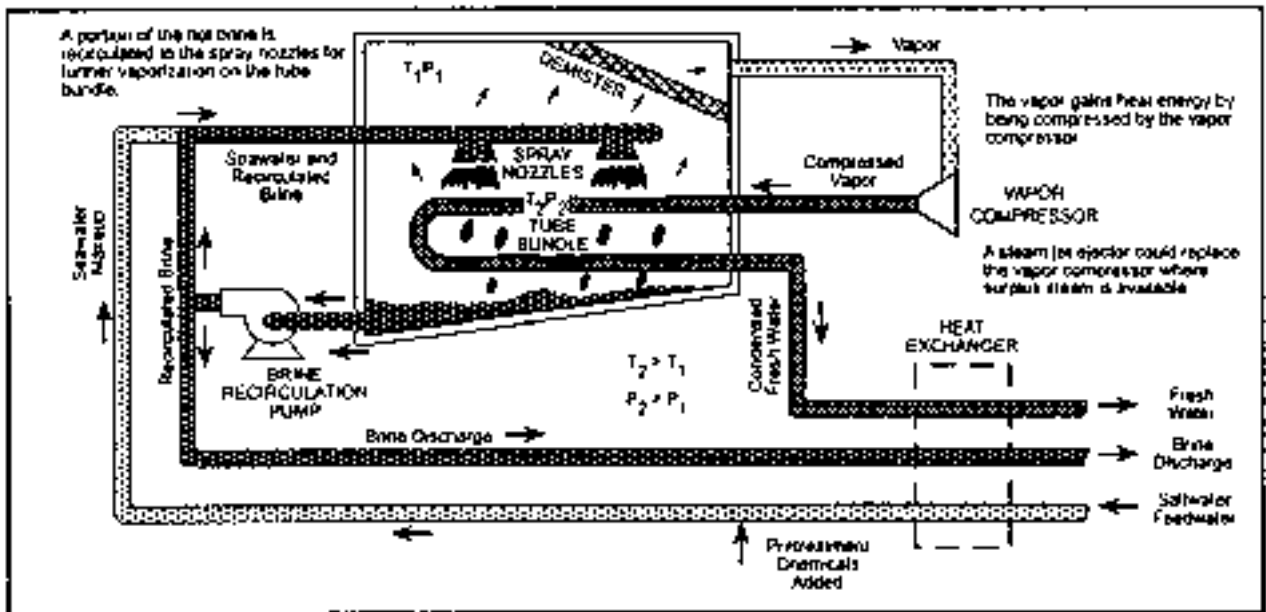 A portion of the hot brine is
recirculated to the spray nozzles for
further vaporization on the tube
bundle.
T1P1
DEMISTER
Vapor
The vapor gains heat energy by
being compressed by the vapor
compressor
Seawater and
Recirculated
Brine
SPRAY
NOZZLES
Compressed
Vapor
VAPOR
COMPRESSOR
T2P2
TUBE
BUNDLE
A steam jet ejector could replace
the vapor compressor where
surplus steam is available
Seawater
Makeup
Recirculated Brine
BRINE
RECIRCULATION
PUMP
T2 > T1
P2 > P1
Condensed
Fresh Water
HEAT
EXCHANGER
Fresh
Water
Brine Discharge
Brine
Discharge
Saltwater
Feedwater
Pretreatment
Chemicals
Added